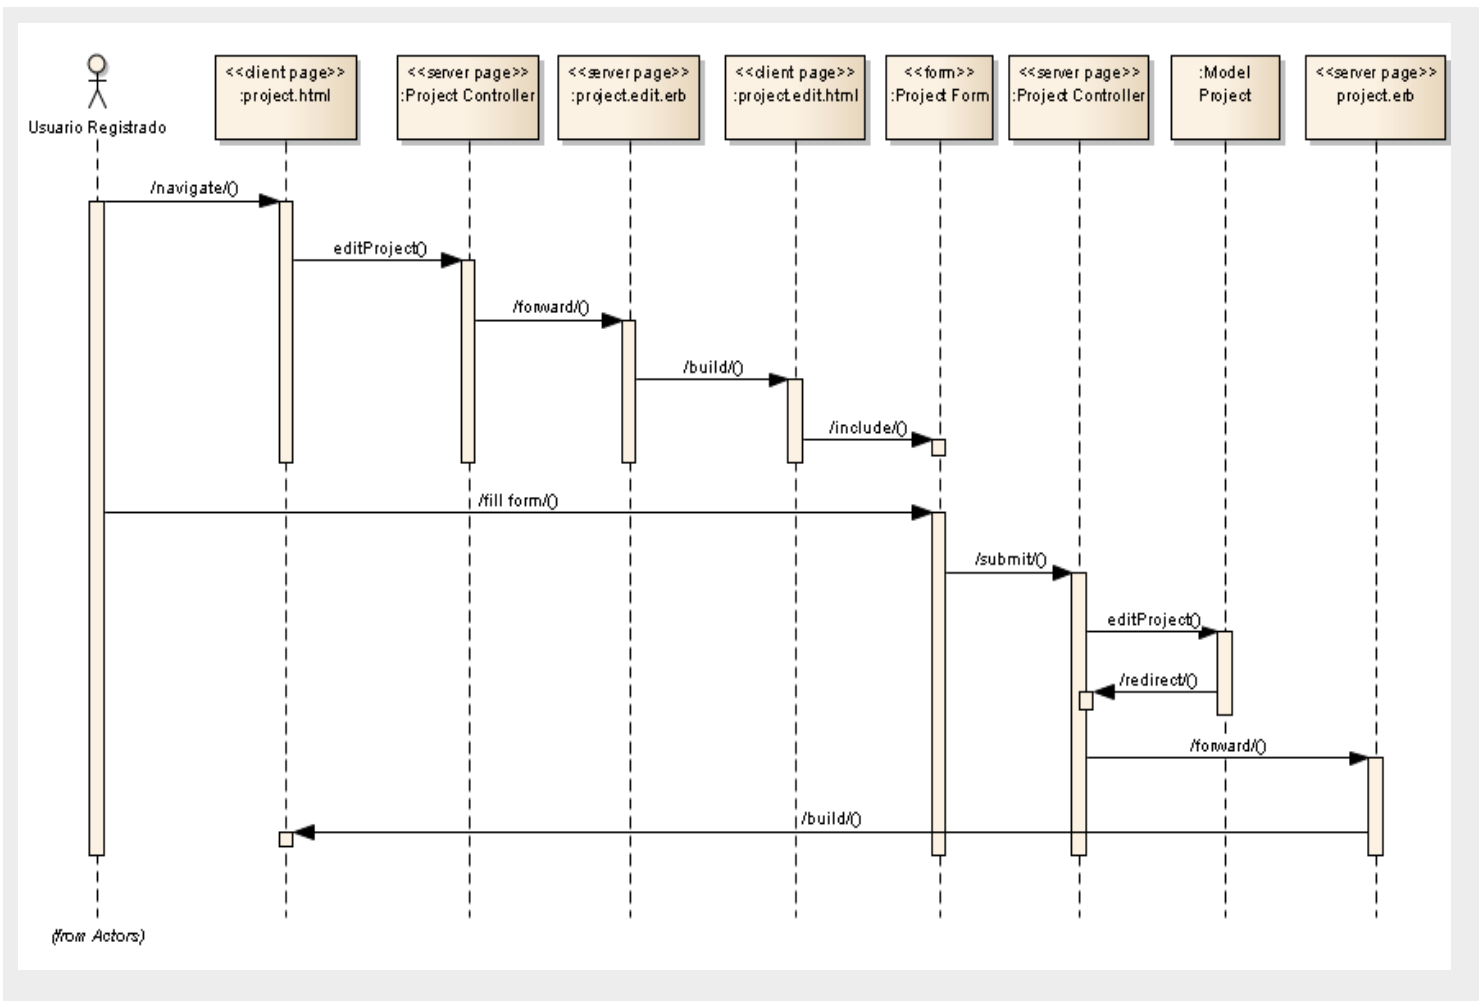 Usuario Registrado
<<client page>>
:project.html
<<server page>>
:Project Controller
<<server page>>
:project.edit.erb
<<client page>>
:project.edit.html
<<form>>
:Project Form
<<server page>>
:Project Controller
:Model
Project
<<server page>>
project.erb
/navigate/()
editProject()
/forward/()
/build/()
/include/()
/fill form/()
/submit/()
editProject()
/redirect/()
/forward/()
/build/()
(from Actors)